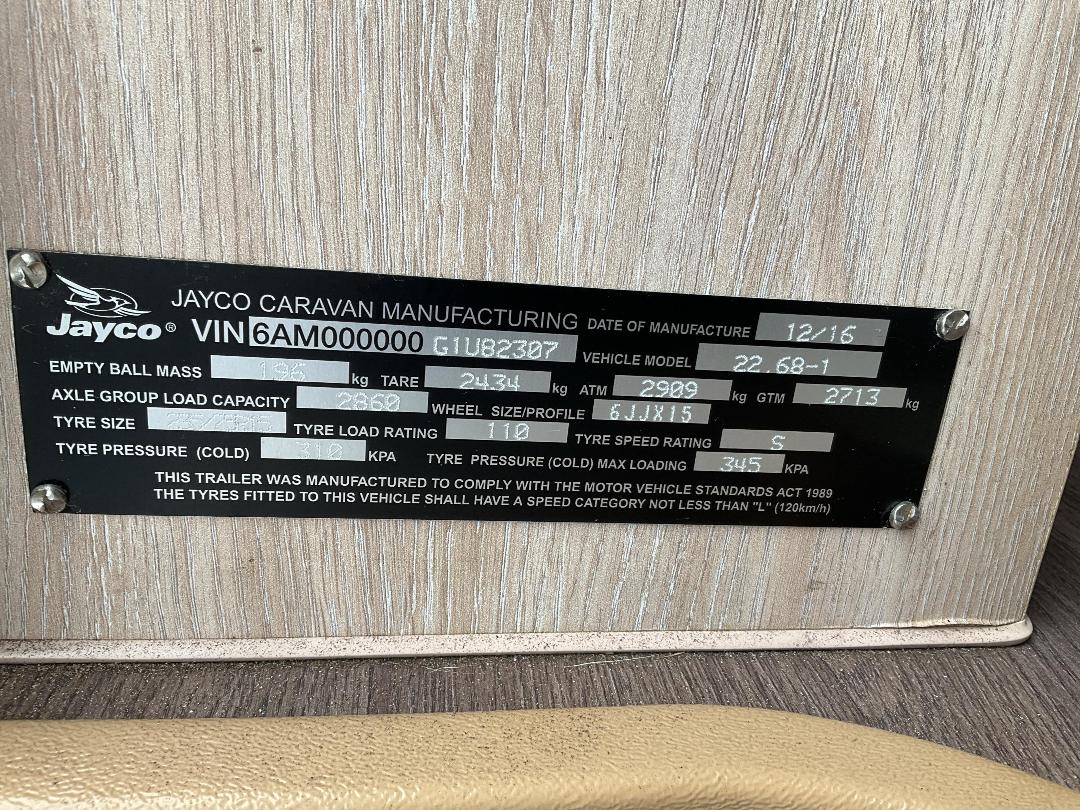 JAYCO CARAVAN MANUFACTURING DATE OF MANUFACTURE 12/16
Jayco® VIN 6AM000000 G1U82307 VEHICLE MODEL 22.68-1
EMPTY BALL MASS 196 kg TARE 2434 kg ATM 2909 kg GTM 2713 kg
AXLE GROUP LOAD CAPACITY 2860 WHEEL SIZE/PROFILE 6JJX15
TYRE SIZE TYRE LOAD RATING 110 TYRE SPEED RATING S
TYRE PRESSURE (COLD) 310 KPA TYRE PRESSURE (COLD) MAX LOADING 345 KPA
THIS TRAILER WAS MANUFACTURED TO COMPLY WITH THE MOTOR VEHICLE STANDARDS ACT 1989
THE TYRES FITTED TO THIS VEHICLE SHALL HAVE A SPEED CATEGORY NOT LESS THAN "L" (120km/h)